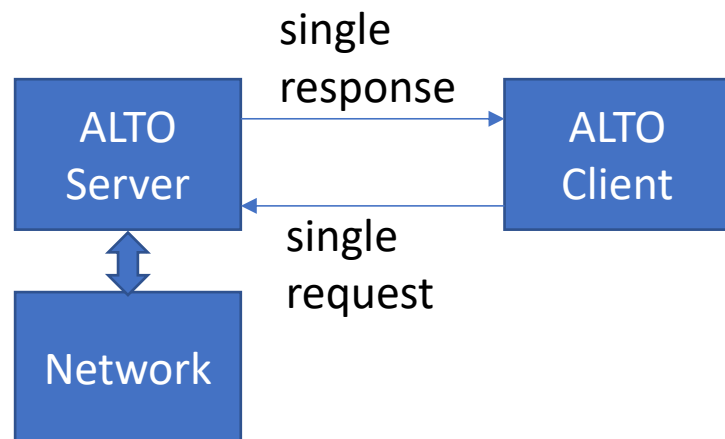 single
response
ALTO
Server
ALTO
Client
single
request
Network